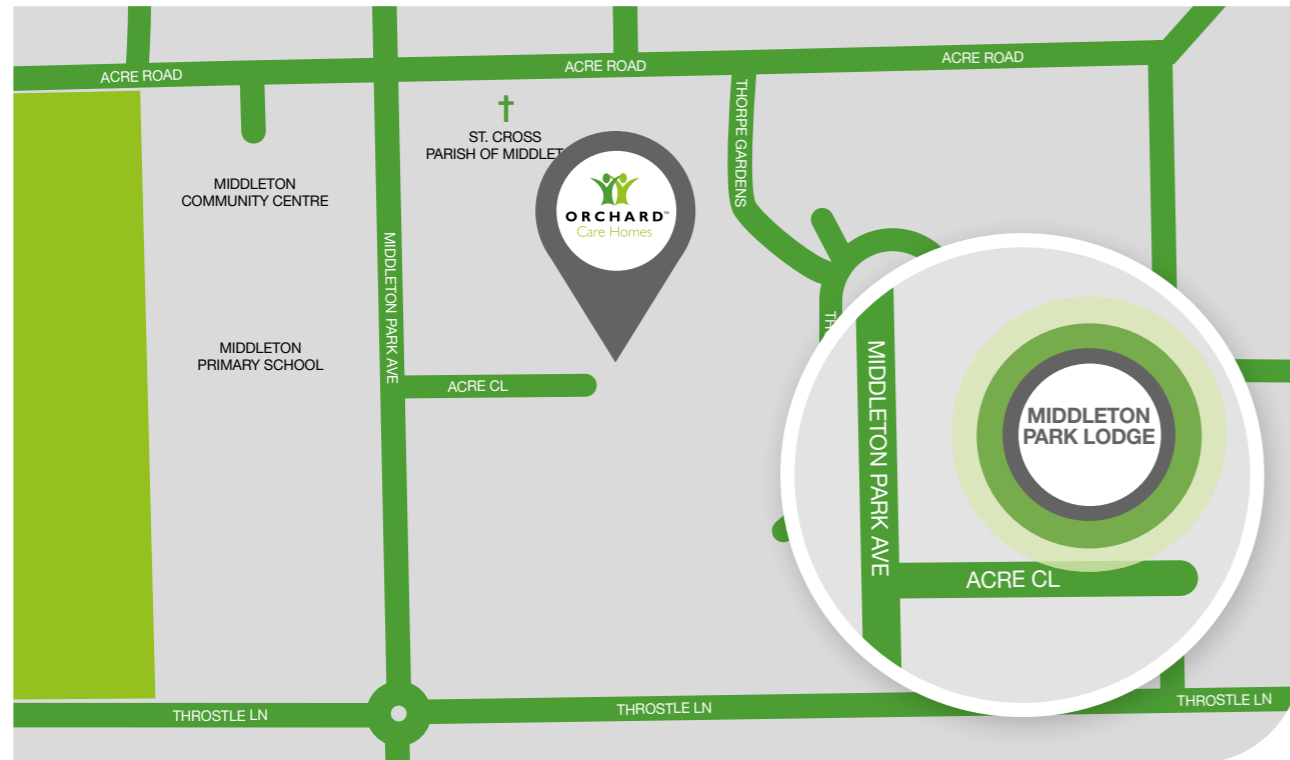 ACRE ROAD
ACRE ROAD
ACRE ROAD
THORPE GARDENS
ST. CROSS
PARISH OF MIDDLET
MIDDLETON
COMMUNITY CENTRE
ORCHARD™
Care Homes
MIDDLETON PARK AVE
MIDDLETON
PRIMARY SCHOOL
ACRE CL
TH
MIDDLETON PARK AVE
MIDDLETON
PARK LODGE
ACRE CL
THROSTLE LN
THROSTLE LN
THROSTLE LN